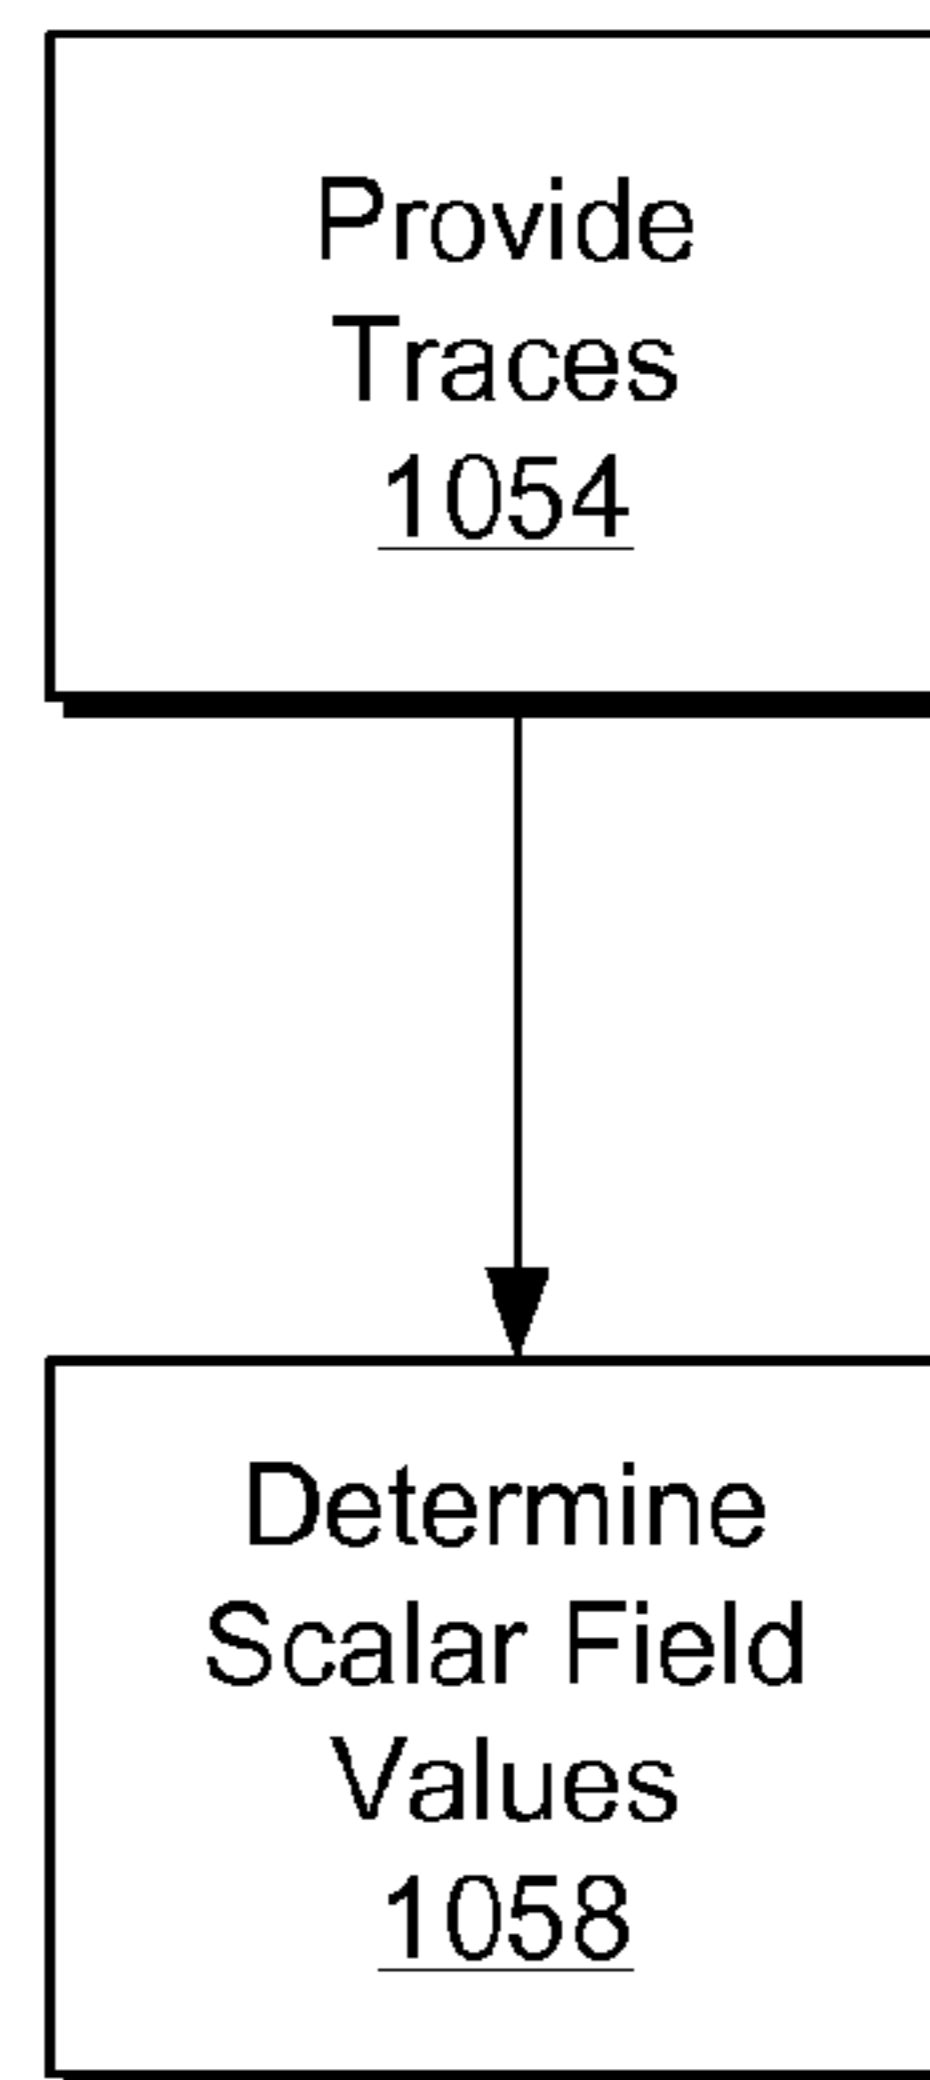 Provide
Traces
1054
Determine
Scalar Field
Values
1058